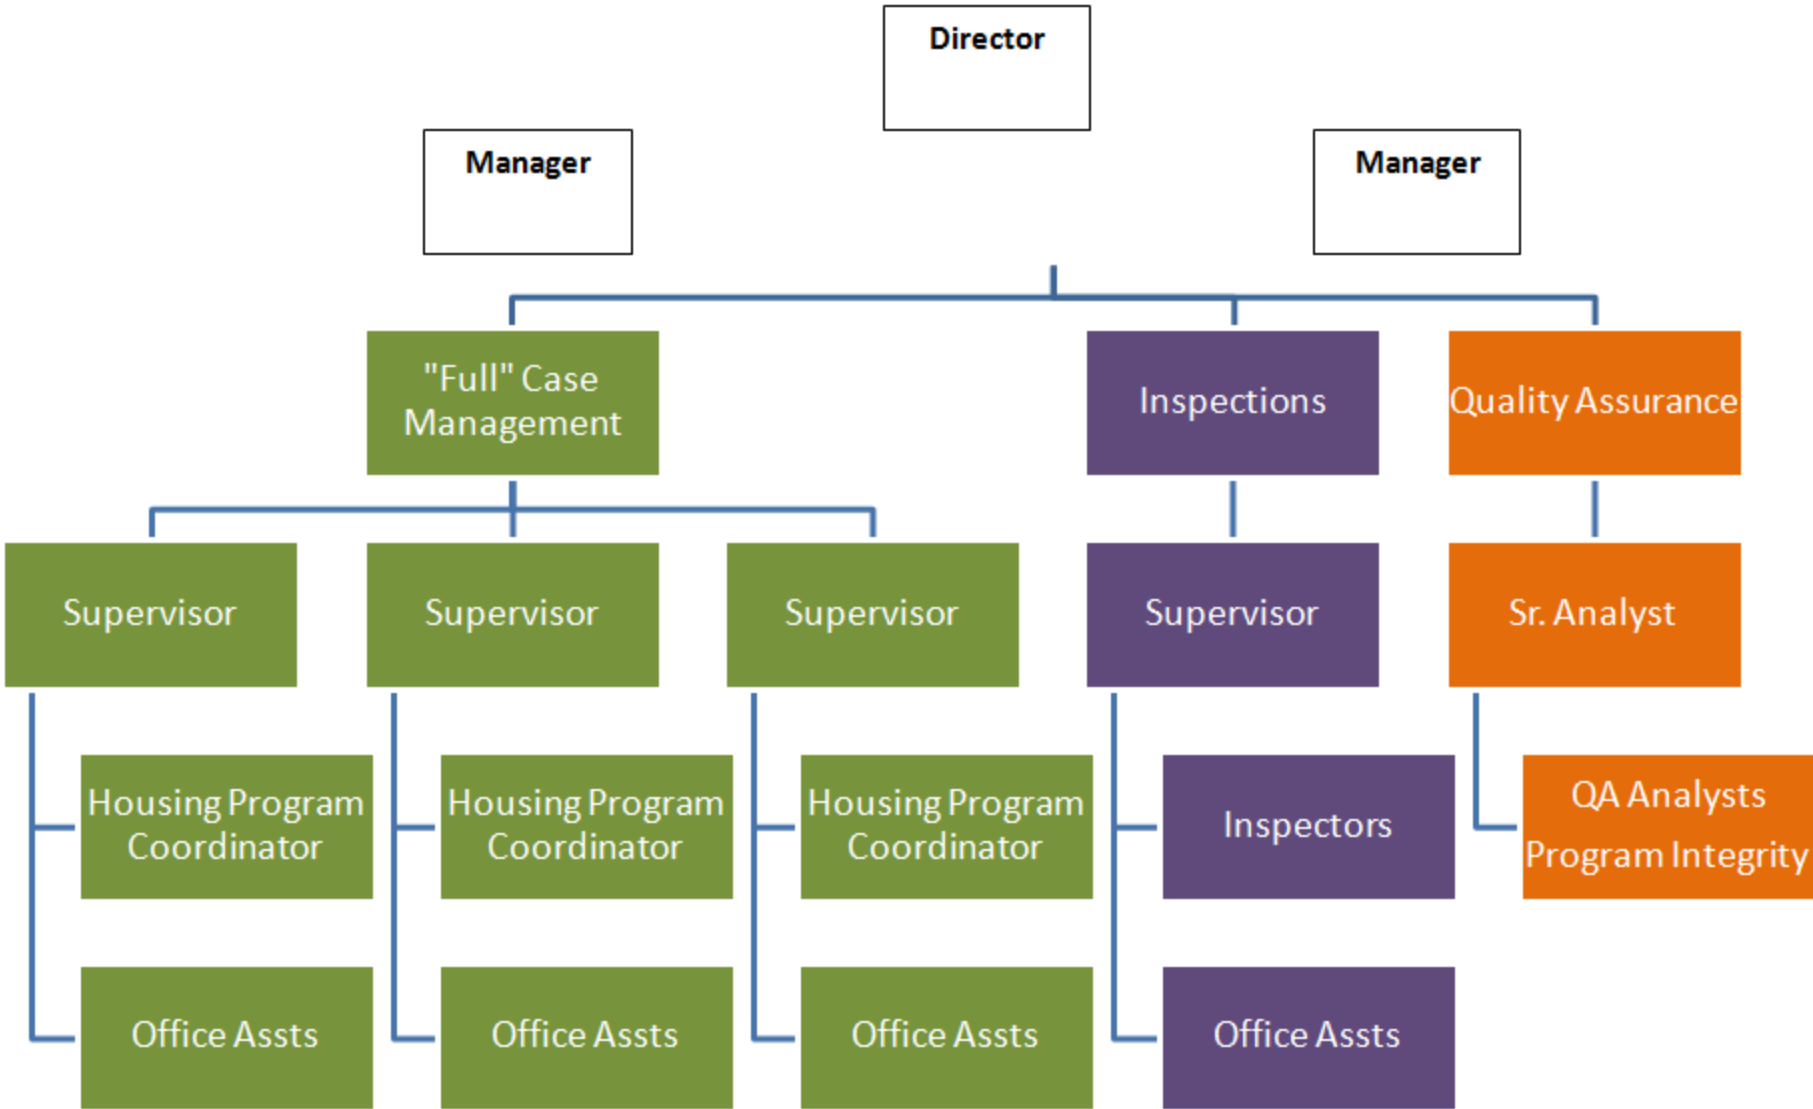 Director
Manager
Manager
"Full" Case
Management
Inspections
Quality Assurance
Supervisor
Supervisor
Supervisor
Supervisor
Sr. Analyst
Housing Program
Coordinator
Housing Program
Coordinator
Housing Program
Coordinator
Inspectors
QA Analysts
Program Integrity
Office Assts
Office Assts
Office Assts
Office Assts